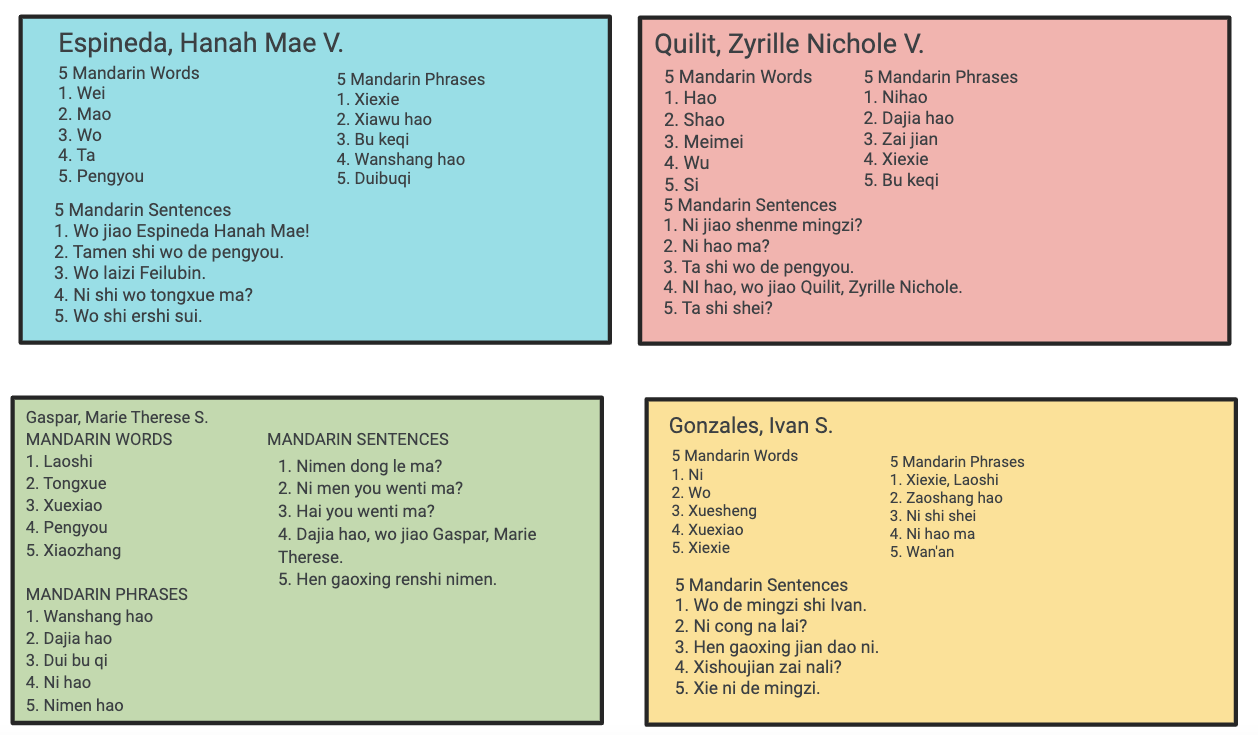 Espineda, Hanah Mae V.
5 Mandarin Words
1. Wei
2. Mao
3. Wo
4. Ta
5. Pengyou
5 Mandarin Phrases
1. Xiexie
2. Xiawu hao
3. Bu keqi
4. Wanshang hao
5. Duibuqi
5 Mandarin Sentences
1. Wo jiao Espineda Hanah Mae!
2. Tamen shi wo de pengyou.
3. Wo laizi Feilubin.
4. Ni shi wo tongxue ma?
5. Wo shi ershi sui.
Quilit, Zyrille Nichole V.
5 Mandarin Words
1. Hao
2. Shao
3. Meimei
4. Wu
5. Si
5 Mandarin Phrases
1. Nihao
2. Dajia hao
3. Zai jian
4. Xiexie
5. Bu keqi
5 Mandarin Sentences
1. Ni jiao shenme mingzi?
2. Ni hao ma?
3. Ta shi wo de pengyou.
4. NI hao, wo jiao Quilit, Zyrille Nichole.
5. Ta shi shei?
Gaspar, Marie Therese S.
MANDARIN WORDS
1. Laoshi
2. Tongxue
3. Xuexiao
4. Pengyou
5. Xiaozhang
MANDARIN PHRASES
1. Wanshang hao
2. Dajia hao
3. Dui bu qi
4. Ni hao
5. Nimen hao
MANDARIN SENTENCES
1. Nimen dong le ma?
2. Ni men you wenti ma?
3. Hai you wenti ma?
4. Dajia hao, wo jiao Gaspar, Marie
Therese.
5. Hen gaoxing renshi nimen.
Gonzales, Ivan S.
5 Mandarin Words
1. Ni
2. Wo
3. Xuesheng
4. Xuexiao
5. Xiexie
5 Mandarin Phrases
1. Xiexie, Laoshi
2. Zaoshang hao
3. Ni shi shei
4. Ni hao ma
5. Wan'an
5 Mandarin Sentences
1. Wo de mingzi shi Ivan.
2. Ni cong na lai?
3. Hen gaoxing jian dao ni.
4. Xishoujian zai nali?
5. Xie ni de mingzi.